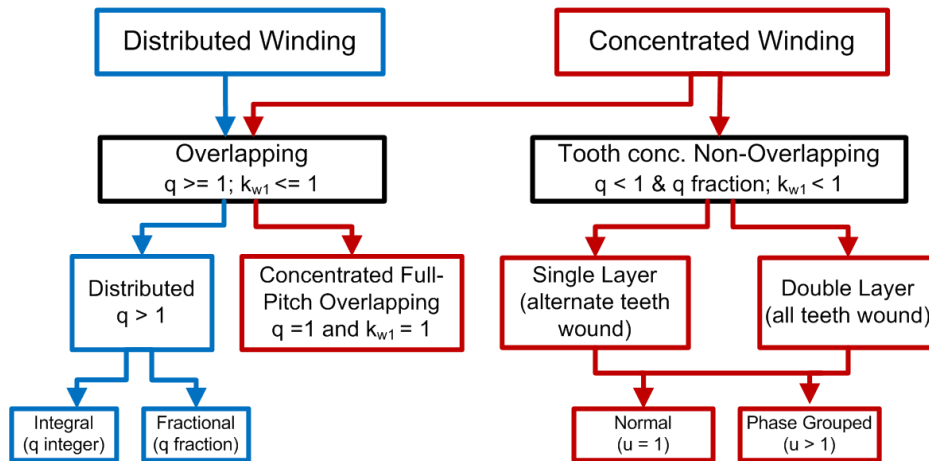 Distributed Winding
Concentrated Winding
Overlapping
q >= 1; kw1 <= 1
Tooth conc. Non-Overlapping
q < 1 & q fraction; kw1 < 1
Distributed
q > 1
Concentrated Full-
Pitch Overlapping
q =1 and kw1 = 1
Single Layer
(alternate teeth
wound)
Double Layer
(all teeth wound)
Integral
(q integer)
Fractional
(q fraction)
Normal
(u = 1)
Phase Grouped
(u > 1)